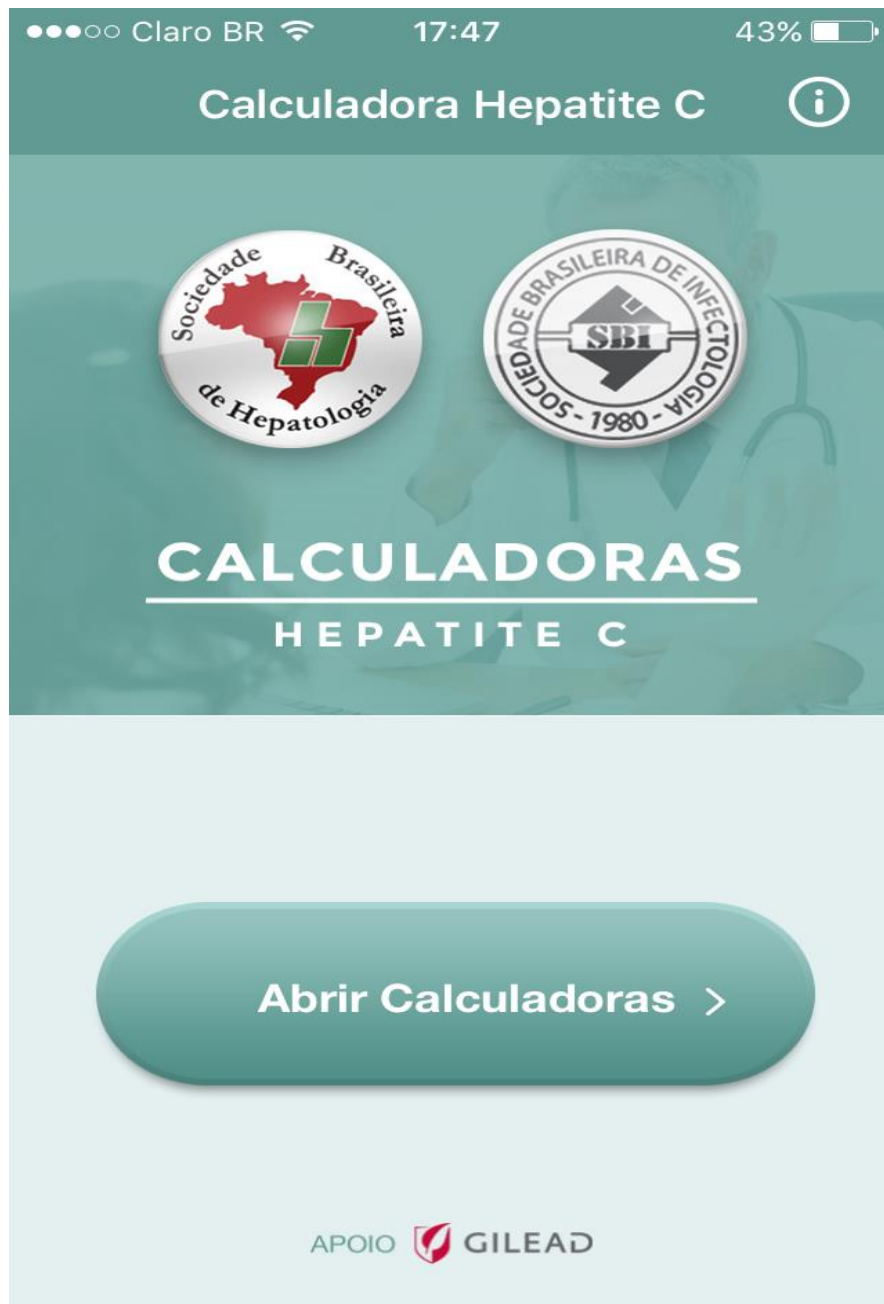 Claro BR 17:47 43%
Calculadora Hepatite C
Sociedade Brasileira
de Hepatologia
SOCIEDADE BRASILEIRA DE INFECTOLOGIA
SBI
- 1980 -
CALCULADORAS
HEPATITE C
Abrir Calculadoras >
APOIO GILEAD